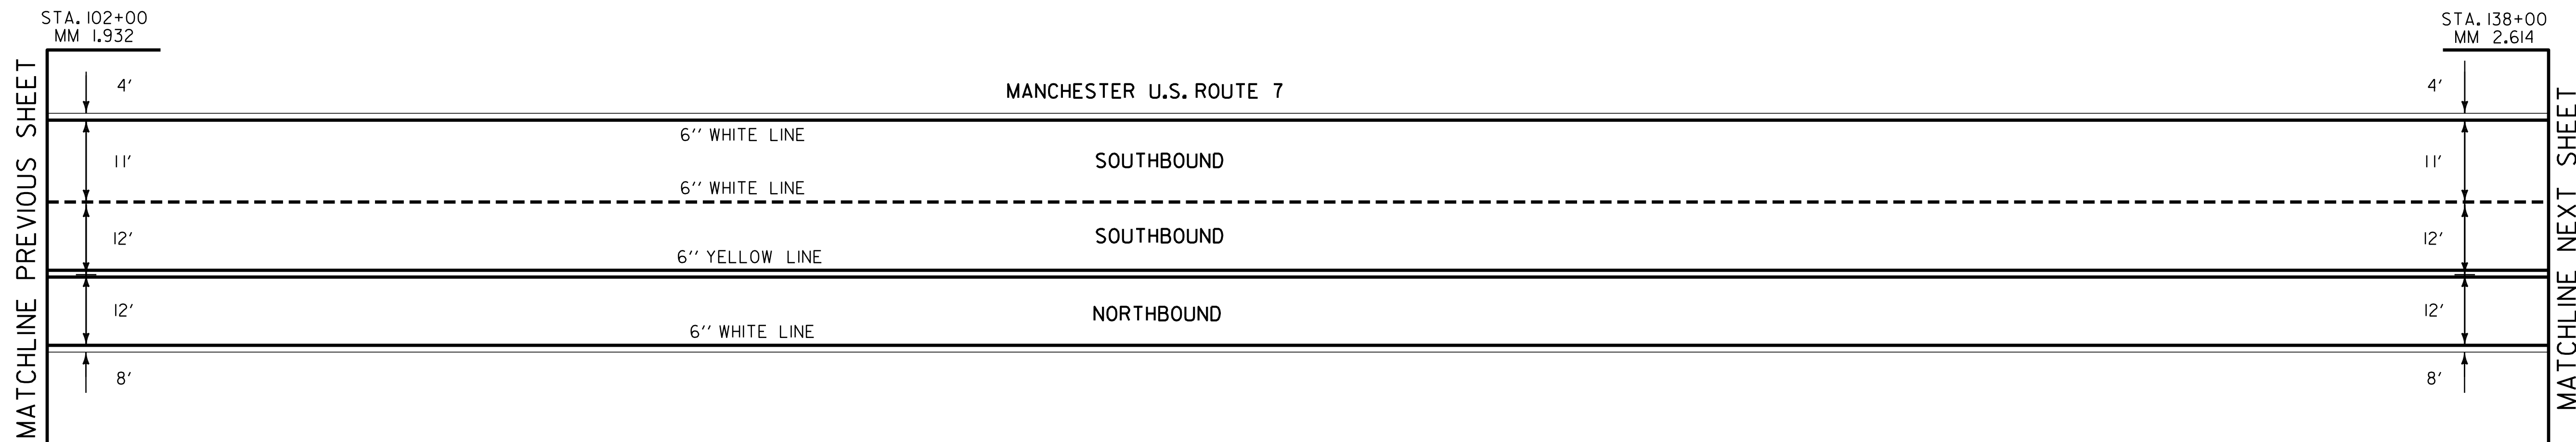 STA. 102+00
MM 1.932
STA. 138+00
MM 2.614
MATCHLINE PREVIOUS SHEET
MATCHLINE NEXT SHEET
MANCHESTER U.S. ROUTE 7
4′
4′
6′′ WHITE LINE
11′
SOUTHBOUND
11′
6′′ WHITE LINE
12′
SOUTHBOUND
12′
6′′ YELLOW LINE
12′
NORTHBOUND
12′
6′′ WHITE LINE
8′
8′